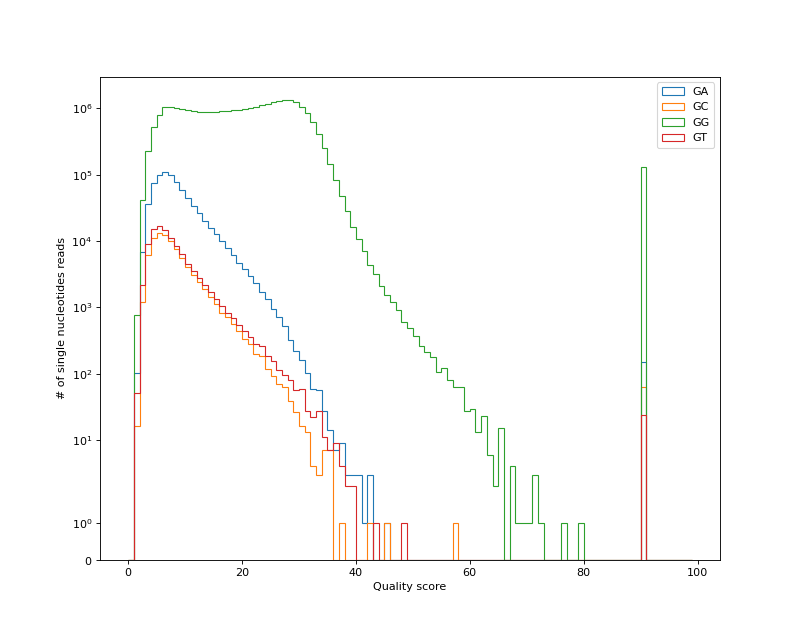 GA
GC
GG
GT
10⁶
10⁵
10⁴
10³
10²
10¹
10⁰
0
# of single nucleotides reads
0 20 40 60 80 100
Quality score